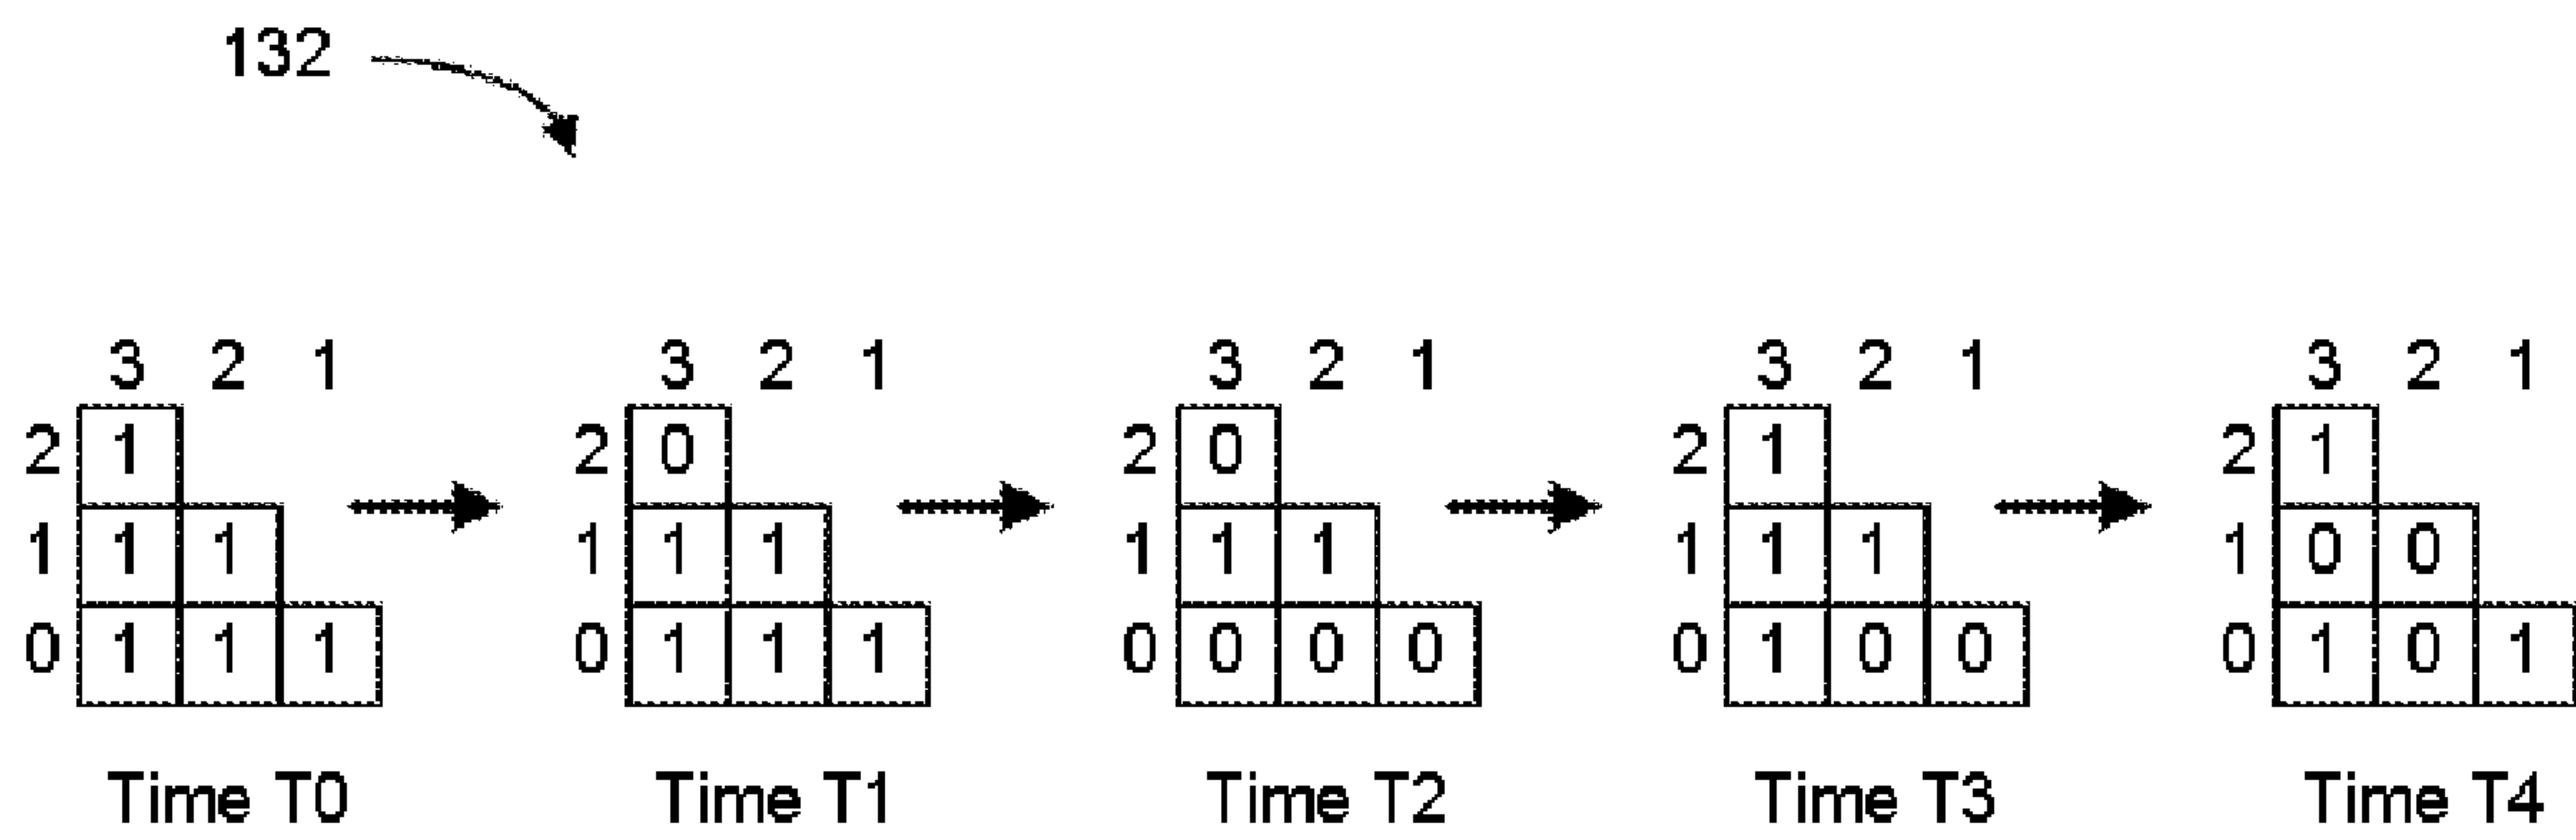 132
3 2 1 3 2 1 3 2 1 3 2 1 3 2 1
2 1 2 0 2 0 2 1 2 1
1 1 1 1 1 1 1 1 1 1 1 1 1 0 0
0 1 1 1 0 1 1 1 0 0 0 0 0 1 0 0 0 1 0 1
Time T0 Time T1 Time T2 Time T3 Time T4